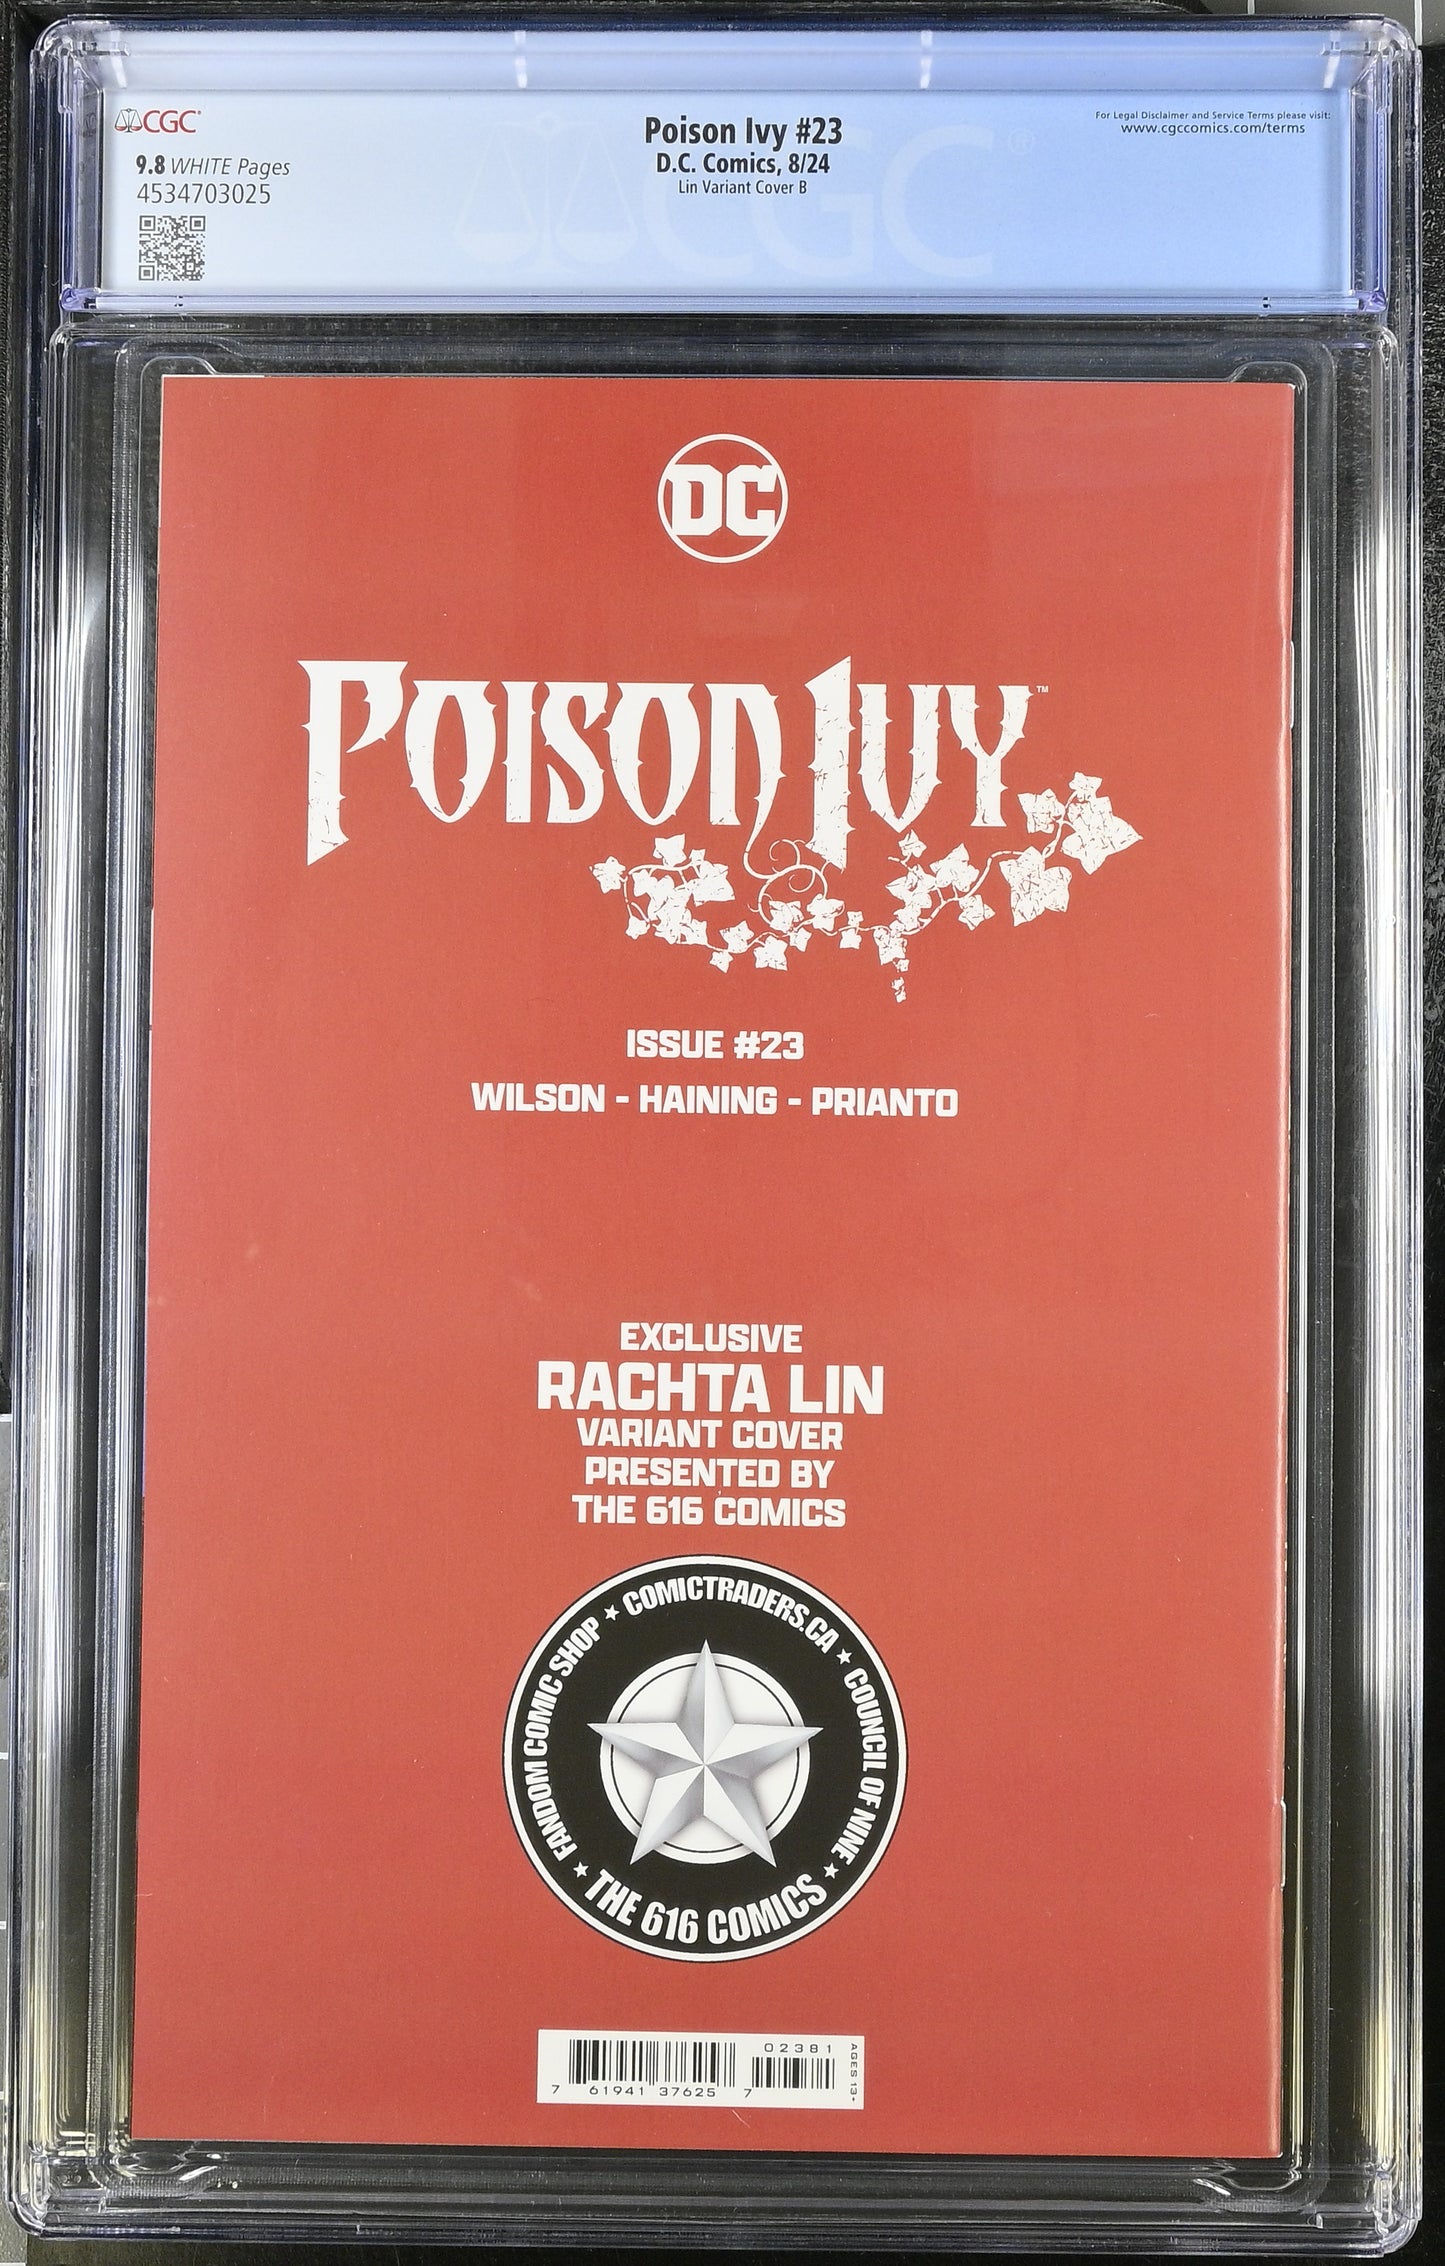 CGC®
9.8 WHITE Pages
4534703025
Poison Ivy #23
D.C. Comics, 8/24
Lin Variant Cover B
For Legal Disclaimer and Service Terms please visit:
www.cgccomics.com/terms
CGC®
DC
POISON IVY™
ISSUE #23
WILSON - HAINING - PRIANTO
EXCLUSIVE
RACHTA LIN
VARIANT COVER
PRESENTED BY
THE 616 COMICS
FANDOM COMIC SHOP ★ COMICTRADERS.CA ★ COUNCIL OF NINE ★
THE 616 COMICS
02381
7 61941 37625 7
AGES 13+